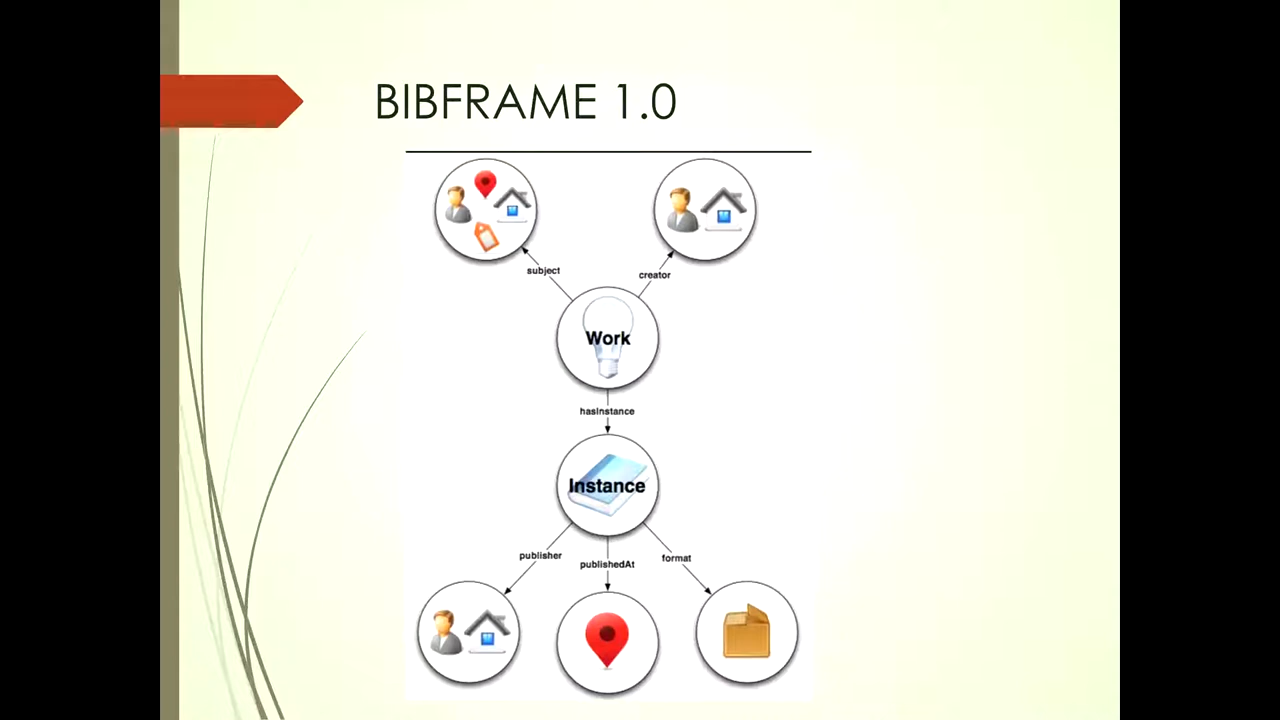 BIBFRAME 1.0
subject
creator
Work
hasInstance
Instance
publisher
publishedAt
format